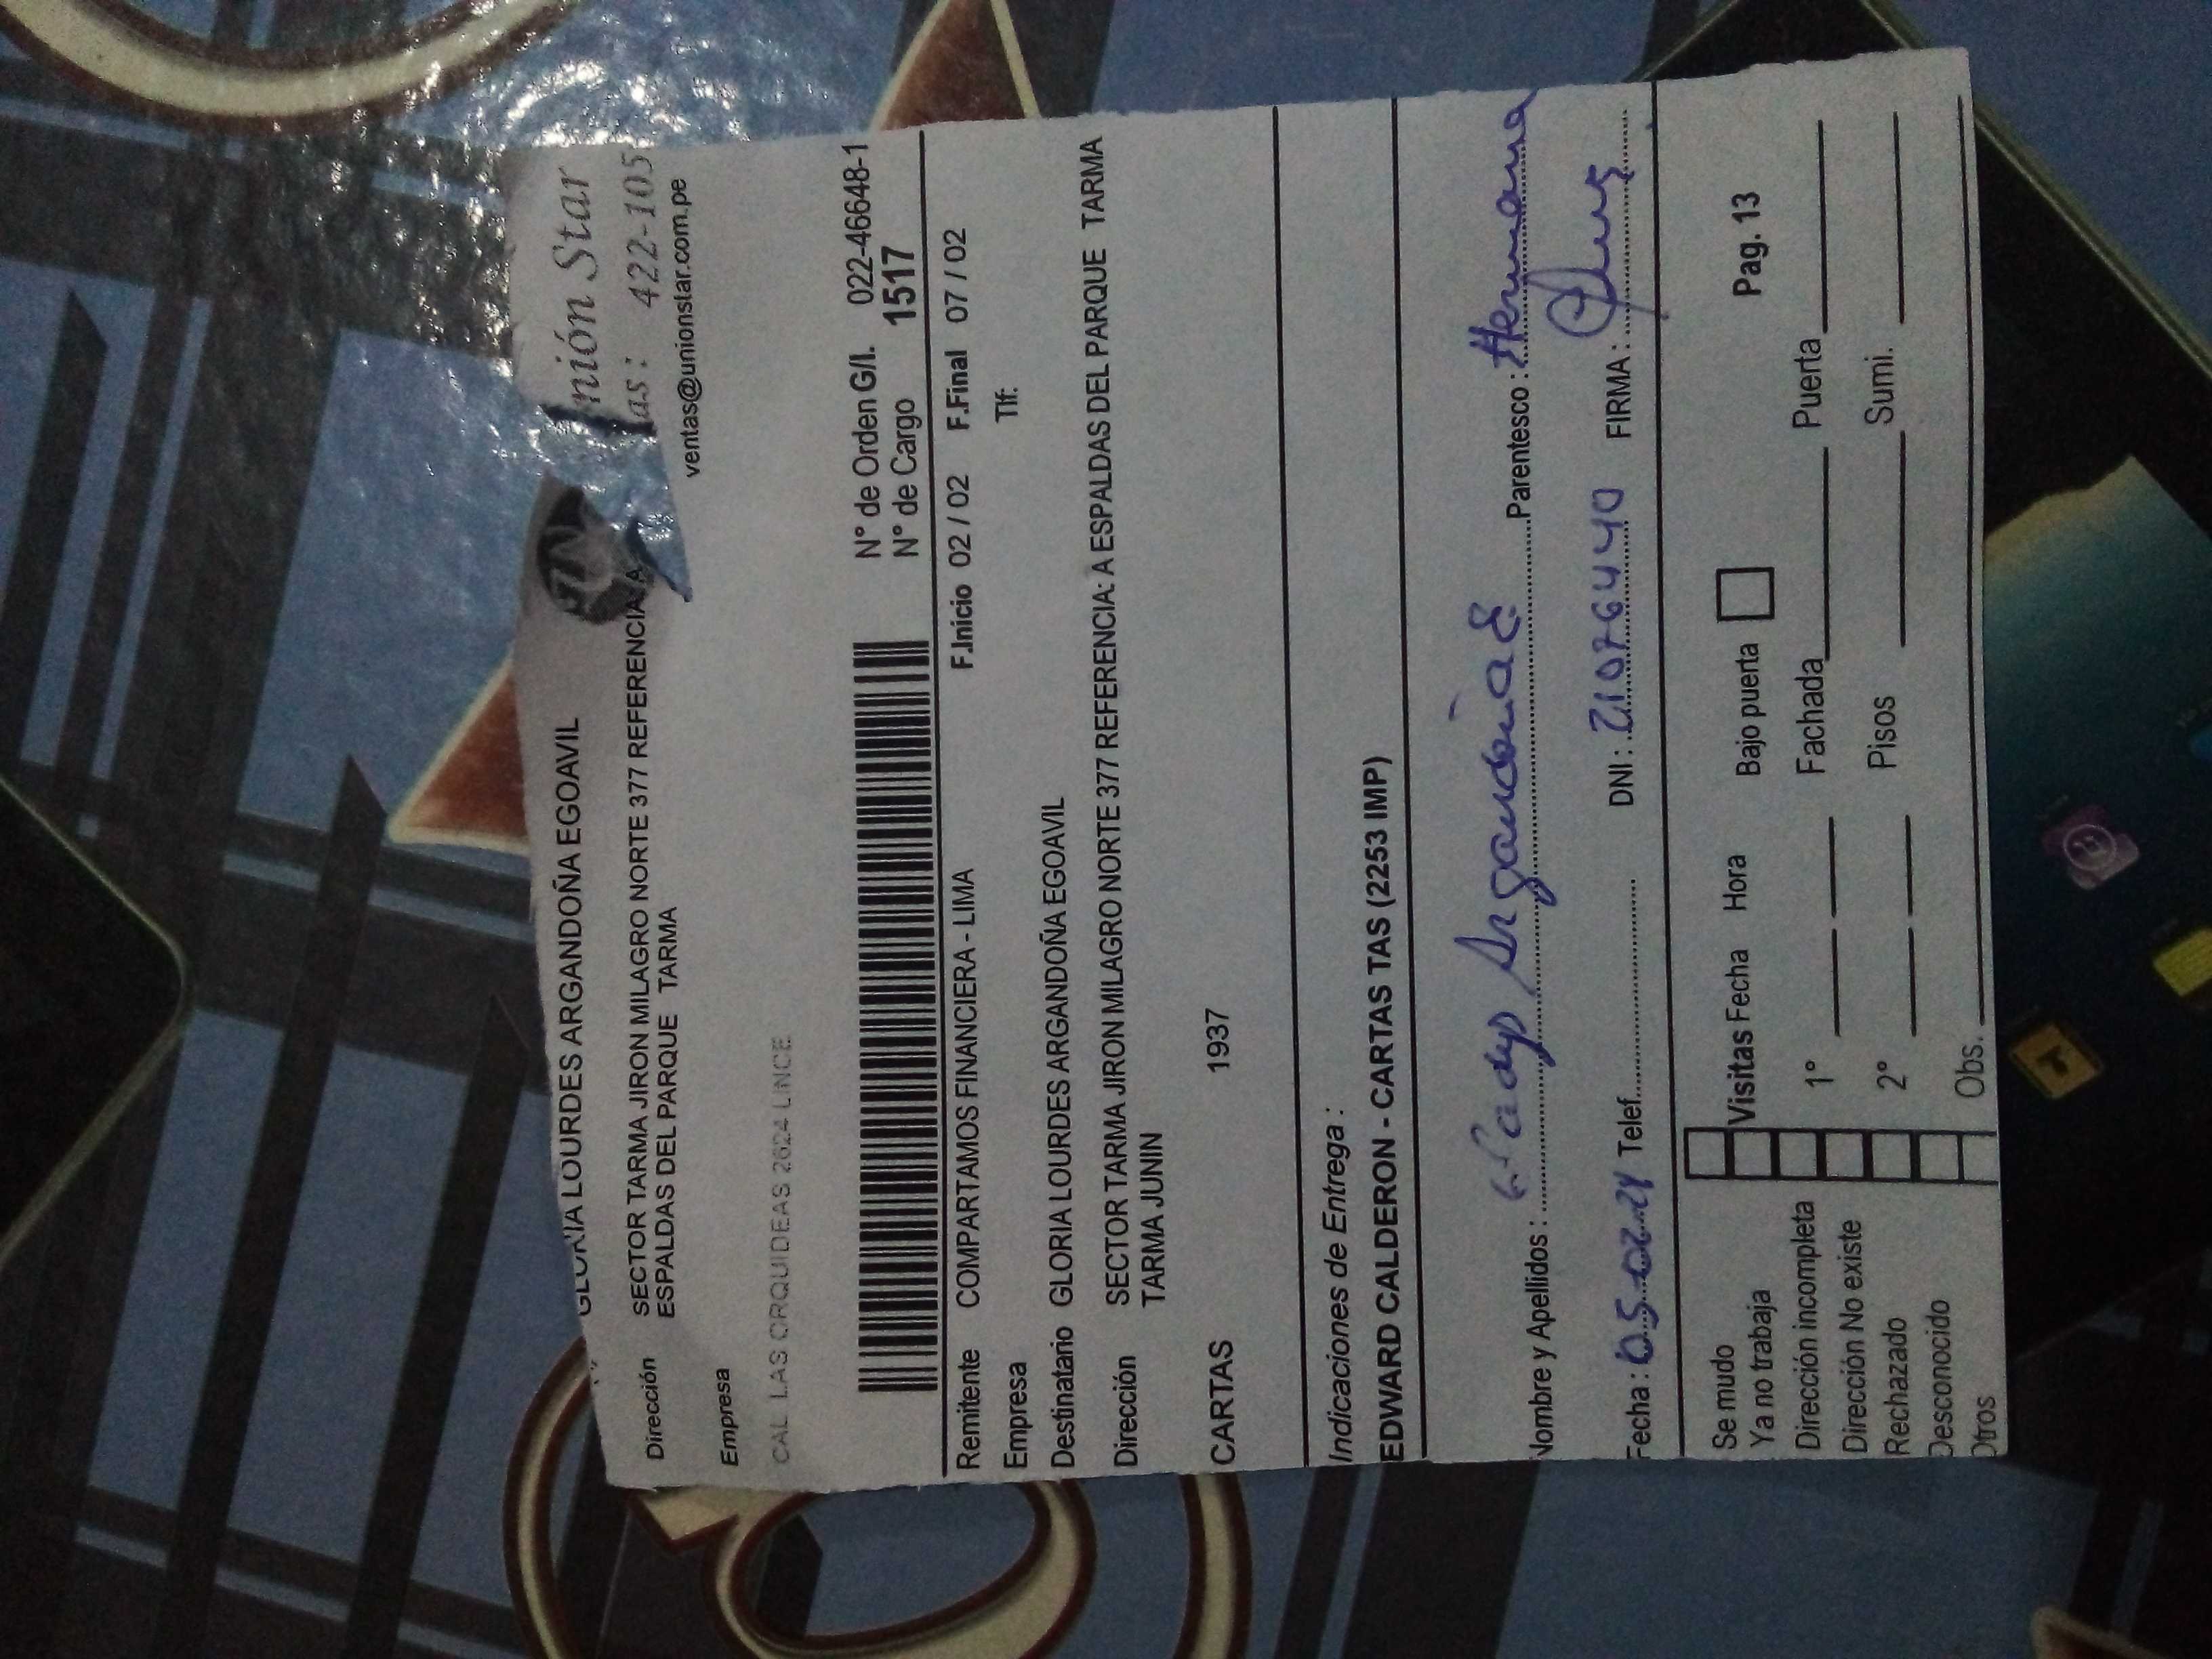 nión Star
as : 422-105
ventas@unionstar.com.pe
GLORIA LOURDES ARGANDOÑA EGOAVIL
Dirección SECTOR TARMA JIRON MILAGRO NORTE 377 REFERENCIA: A
ESPALDAS DEL PARQUE TARMA
Empresa
CAL LAS ORQUIDEAS 2624 LINCE
N° de Orden G/I. 022-46648-1
N° de Cargo 1517
Remitente COMPARTAMOS FINANCIERA - LIMA F.Inicio 02 / 02 F.Final 07 / 02
Empresa Tlf:
Destinatario GLORIA LOURDES ARGANDOÑA EGOAVIL
Dirección SECTOR TARMA JIRON MILAGRO NORTE 377 REFERENCIA: A ESPALDAS DEL PARQUE TARMA
TARMA JUNIN
CARTAS 1937
Indicaciones de Entrega :
EDWARD CALDERON - CARTAS TAS (2253 IMP)
Nombre y Apellidos : Argandoña E Parentesco : Hermana
Fecha : 05-02-21 Telef. DNI : 21076440 FIRMA :
Se mudo
Ya no trabaja Visitas Fecha Hora Bajo puerta Pag. 13
Dirección incompleta 1° Fachada Puerta
Dirección No existe
Rechazado 2° Pisos Sumi.
Desconocido
Otros Obs.